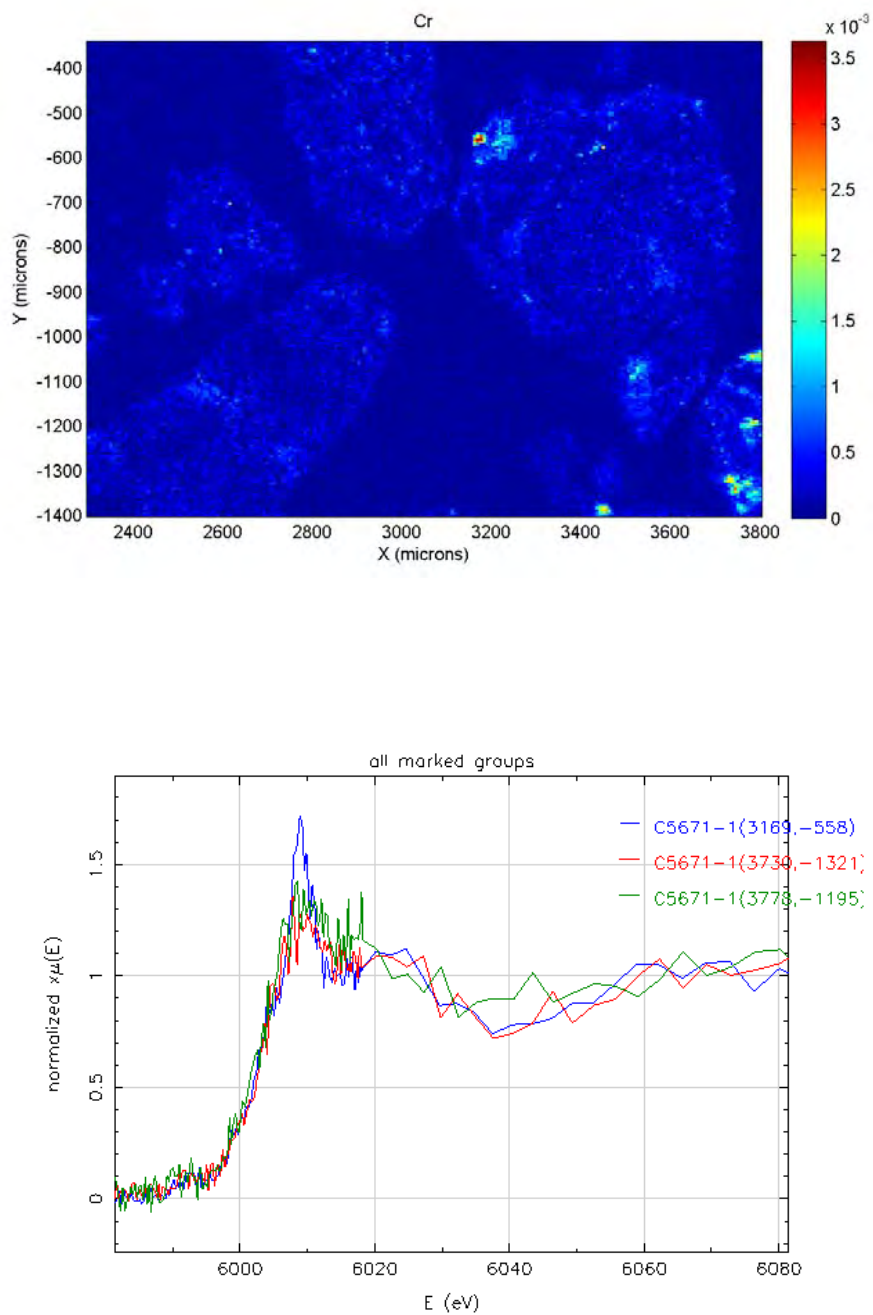 Cr
x 10⁻³
-400
-500
-600
-700
-800
-900
-1000
-1100
-1200
-1300
-1400
Y (microns)
2400 2600 2800 3000 3200 3400 3600 3800
X (microns)
3.5
3
2.5
2
1.5
1
0.5
0
all marked groups
C5671-1(3169,-558)
C5671-1(3730,-1321)
C5671-1(3778,-1195)
normalized xμ(E)
1.5
1
0.5
0
6000 6020 6040 6060 6080
E (eV)